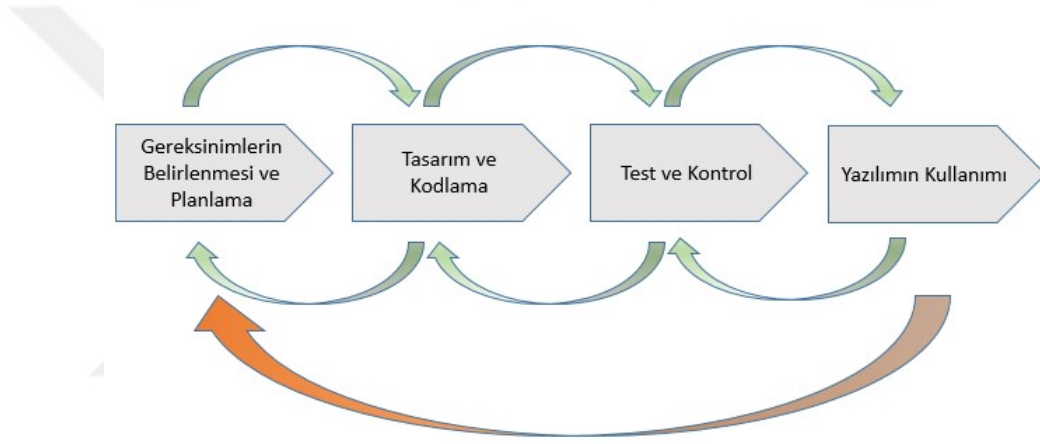 Gereksinimlerin
Belirlenmesi ve
Planlama
Tasarım ve
Kodlama
Test ve Kontrol
Yazılımın Kullanımı